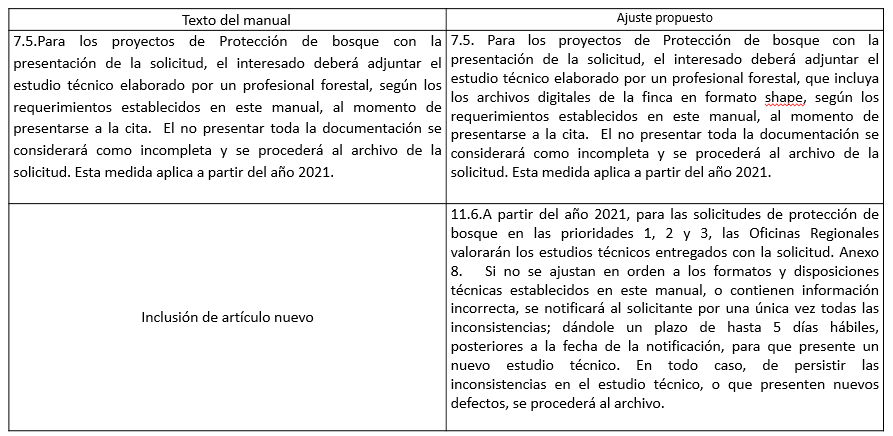 Texto del manual
Ajuste propuesto
7.5.Para los proyectos de Protección de bosque con la
presentación de la solicitud, el interesado deberá adjuntar el
estudio técnico elaborado por un profesional forestal, según los
requerimientos establecidos en este manual, al momento de
presentarse a la cita. El no presentar toda la documentación se
considerará como incompleta y se procederá al archivo de la
solicitud. Esta medida aplica a partir del año 2021.
7.5. Para los proyectos de Protección de bosque con la
presentación de la solicitud, el interesado deberá adjuntar el
estudio técnico elaborado por un profesional forestal, que incluya
los archivos digitales de la finca en formato shape, según los
requerimientos establecidos en este manual, al momento de
presentarse a la cita. El no presentar toda la documentación se
considerará como incompleta y se procederá al archivo de la
solicitud. Esta medida aplica a partir del año 2021.
Inclusión de artículo nuevo
11.6.A partir del año 2021, para las solicitudes de protección de
bosque en las prioridades 1, 2 y 3, las Oficinas Regionales
valorarán los estudios técnicos entregados con la solicitud. Anexo
8. Si no se ajustan en orden a los formatos y disposiciones
técnicas establecidos en este manual, o contienen información
incorrecta, se notificará al solicitante por una única vez todas las
inconsistencias; dándole un plazo de hasta 5 días hábiles,
posteriores a la fecha de la notificación, para que presente un
nuevo estudio técnico. En todo caso, de persistir las
inconsistencias en el estudio técnico, o que presenten nuevos
defectos, se procederá al archivo.